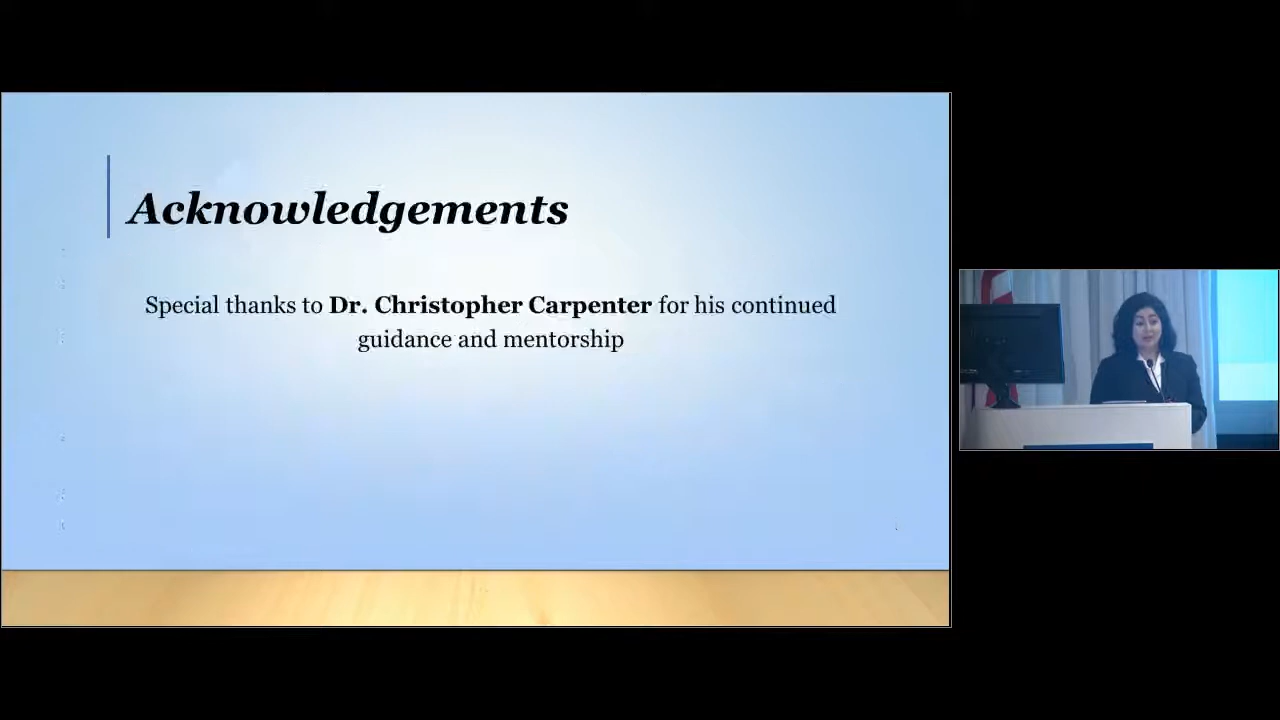 Acknowledgements
Special thanks to Dr. Christopher Carpenter for his continued
guidance and mentorship